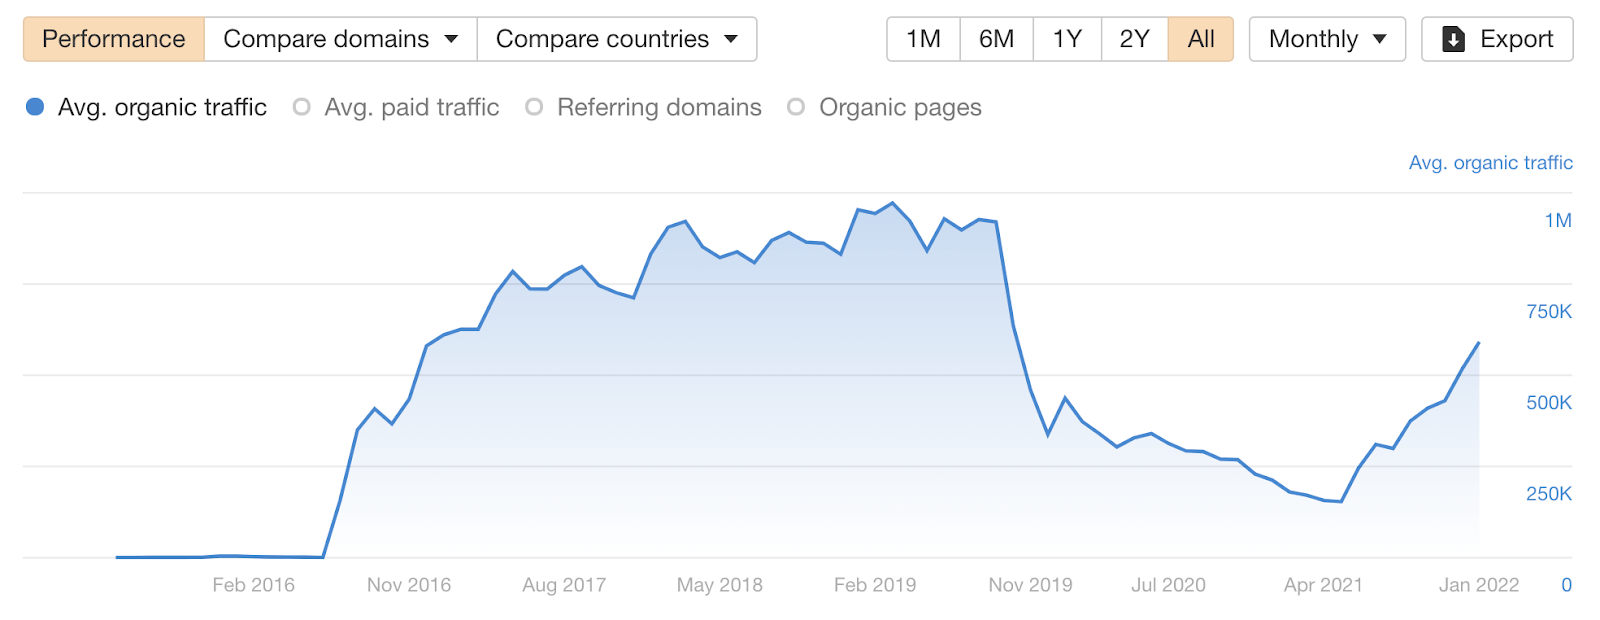 Performance Compare domains Compare countries 1M 6M 1Y 2Y All Monthly Export
Avg. organic traffic Avg. paid traffic Referring domains Organic pages
Avg. organic traffic
1M
750K
500K
250K
Feb 2016 Nov 2016 Aug 2017 May 2018 Feb 2019 Nov 2019 Jul 2020 Apr 2021 Jan 2022 0